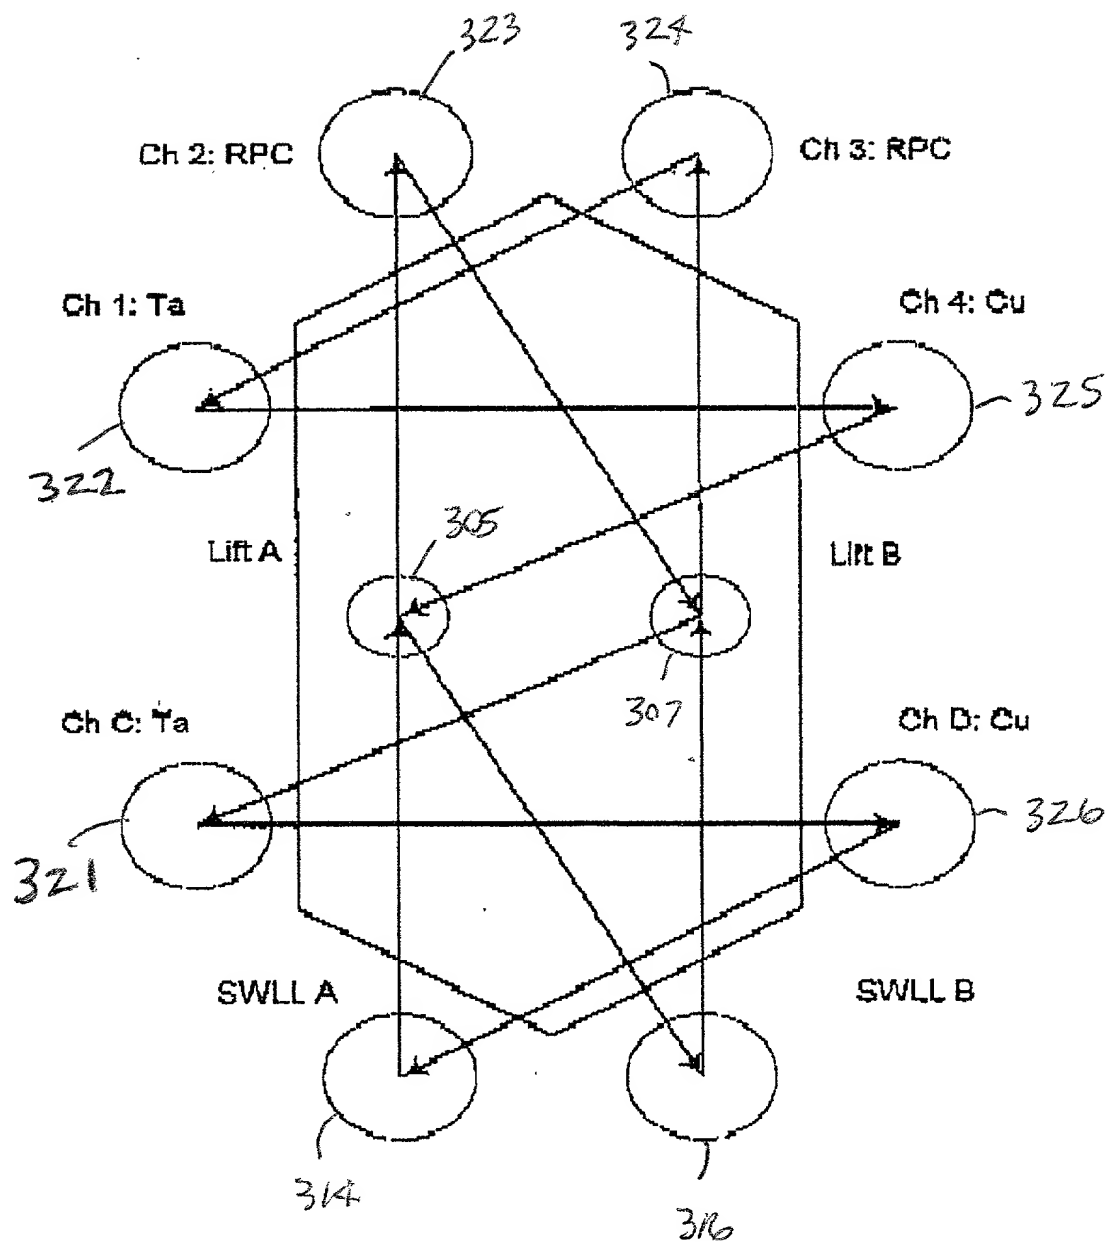 323
324
Ch 2: RPC
Ch 3: RPC
Ch 1: Ta
Ch 4: Cu
325
322
305
Lift A
Lift B
307
Ch C: Ta
Ch D: Cu
326
321
SWLL A
SWLL B
314
316